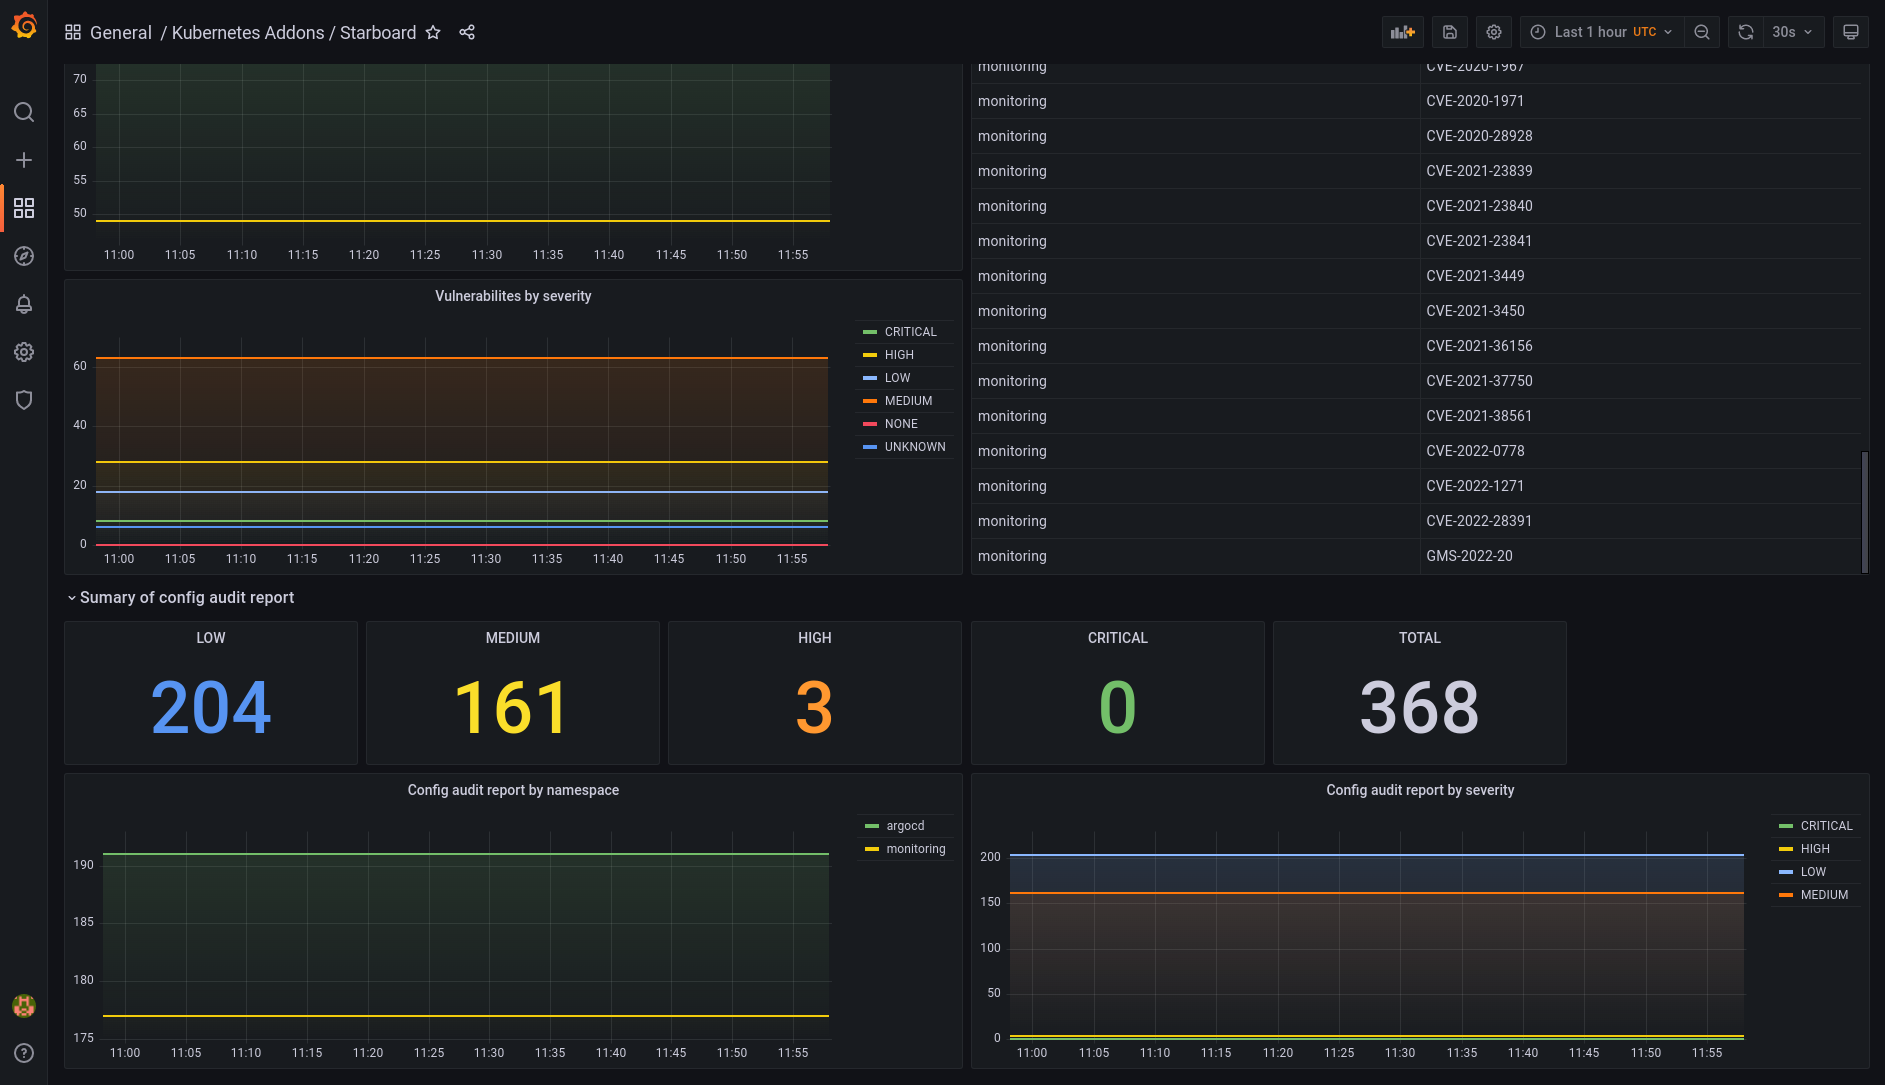 General / Kubernetes Addons / Starboard
Last 1 hour UTC
30s
70
65
60
55
50
11:00 11:05 11:10 11:15 11:20 11:25 11:30 11:35 11:40 11:45 11:50 11:55
monitoring CVE-2020-1967
monitoring CVE-2020-1971
monitoring CVE-2020-28928
monitoring CVE-2021-23839
monitoring CVE-2021-23840
monitoring CVE-2021-23841
monitoring CVE-2021-3449
monitoring CVE-2021-3450
monitoring CVE-2021-36156
monitoring CVE-2021-37750
monitoring CVE-2021-38561
monitoring CVE-2022-0778
monitoring CVE-2022-1271
monitoring CVE-2022-28391
monitoring GMS-2022-20
Vulnerabilites by severity
60
40
20
0
11:00 11:05 11:10 11:15 11:20 11:25 11:30 11:35 11:40 11:45 11:50 11:55
CRITICAL
HIGH
LOW
MEDIUM
NONE
UNKNOWN
Sumary of config audit report
LOW
204
MEDIUM
161
HIGH
3
CRITICAL
0
TOTAL
368
Config audit report by namespace
190
185
180
175
11:00 11:05 11:10 11:15 11:20 11:25 11:30 11:35 11:40 11:45 11:50 11:55
argocd
monitoring
Config audit report by severity
200
150
100
50
0
11:00 11:05 11:10 11:15 11:20 11:25 11:30 11:35 11:40 11:45 11:50 11:55
CRITICAL
HIGH
LOW
MEDIUM